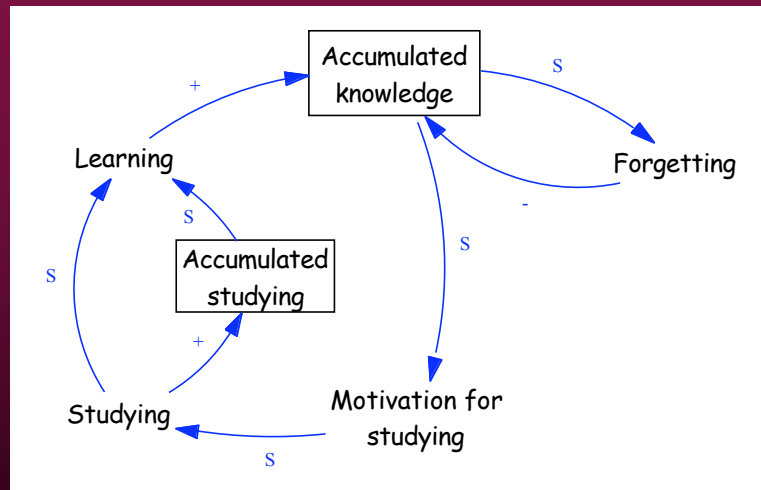 Accumulated
knowledge
+
S
Learning
Forgetting
-
S
S
Accumulated
studying
S
+
Motivation for
studying
Studying
S